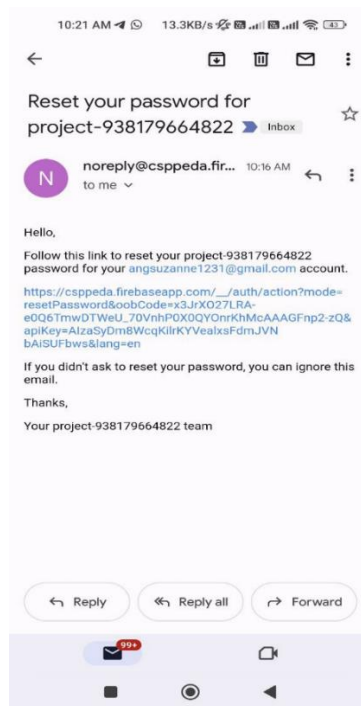 10:21 AM 13.3KB/s 43
Reset your password for
project-938179664822 Inbox
N
noreply@csppeda.fir... 10:16 AM
to me
Hello,
Follow this link to reset your project-938179664822
password for your angsuzanne1231@gmail.com account.
https://csppeda.firebaseapp.com/__/auth/action?mode=
resetPassword&oobCode=x3JrXO27LRA-
e0Q6TmwDTWeU_70VnhP0X0QYOnrKhMcAAAGFnp2-zQ&
apiKey=AIzaSyDm8WcqKilrKYVealxsFdmJVN
bAiSUFbws&lang=en
If you didn't ask to reset your password, you can ignore this
email.
Thanks,
Your project-938179664822 team
Reply Reply all Forward
99+